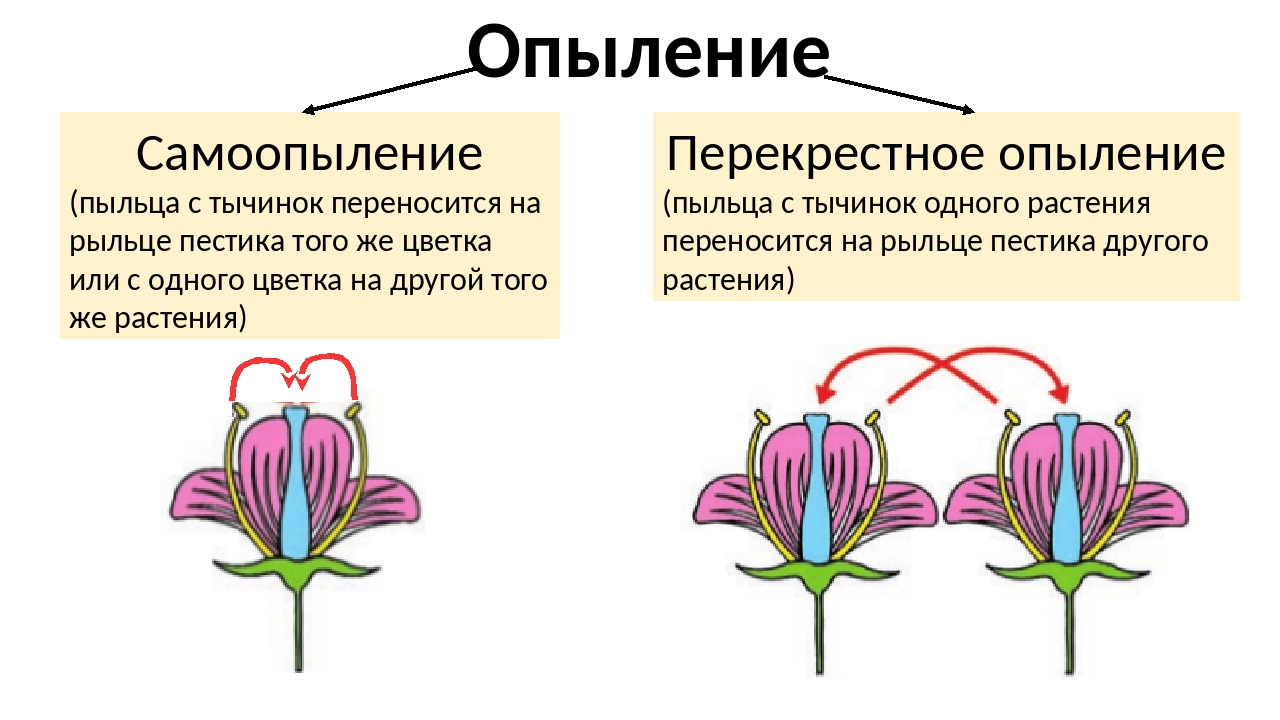 Опыление
Самоопыление
(пыльца с тычинок переносится на
рыльце пестика того же цветка
или с одного цветка на другой того
же растения)
Перекрестное опыление
(пыльца с тычинок одного растения
переносится на рыльце пестика другого
растения)